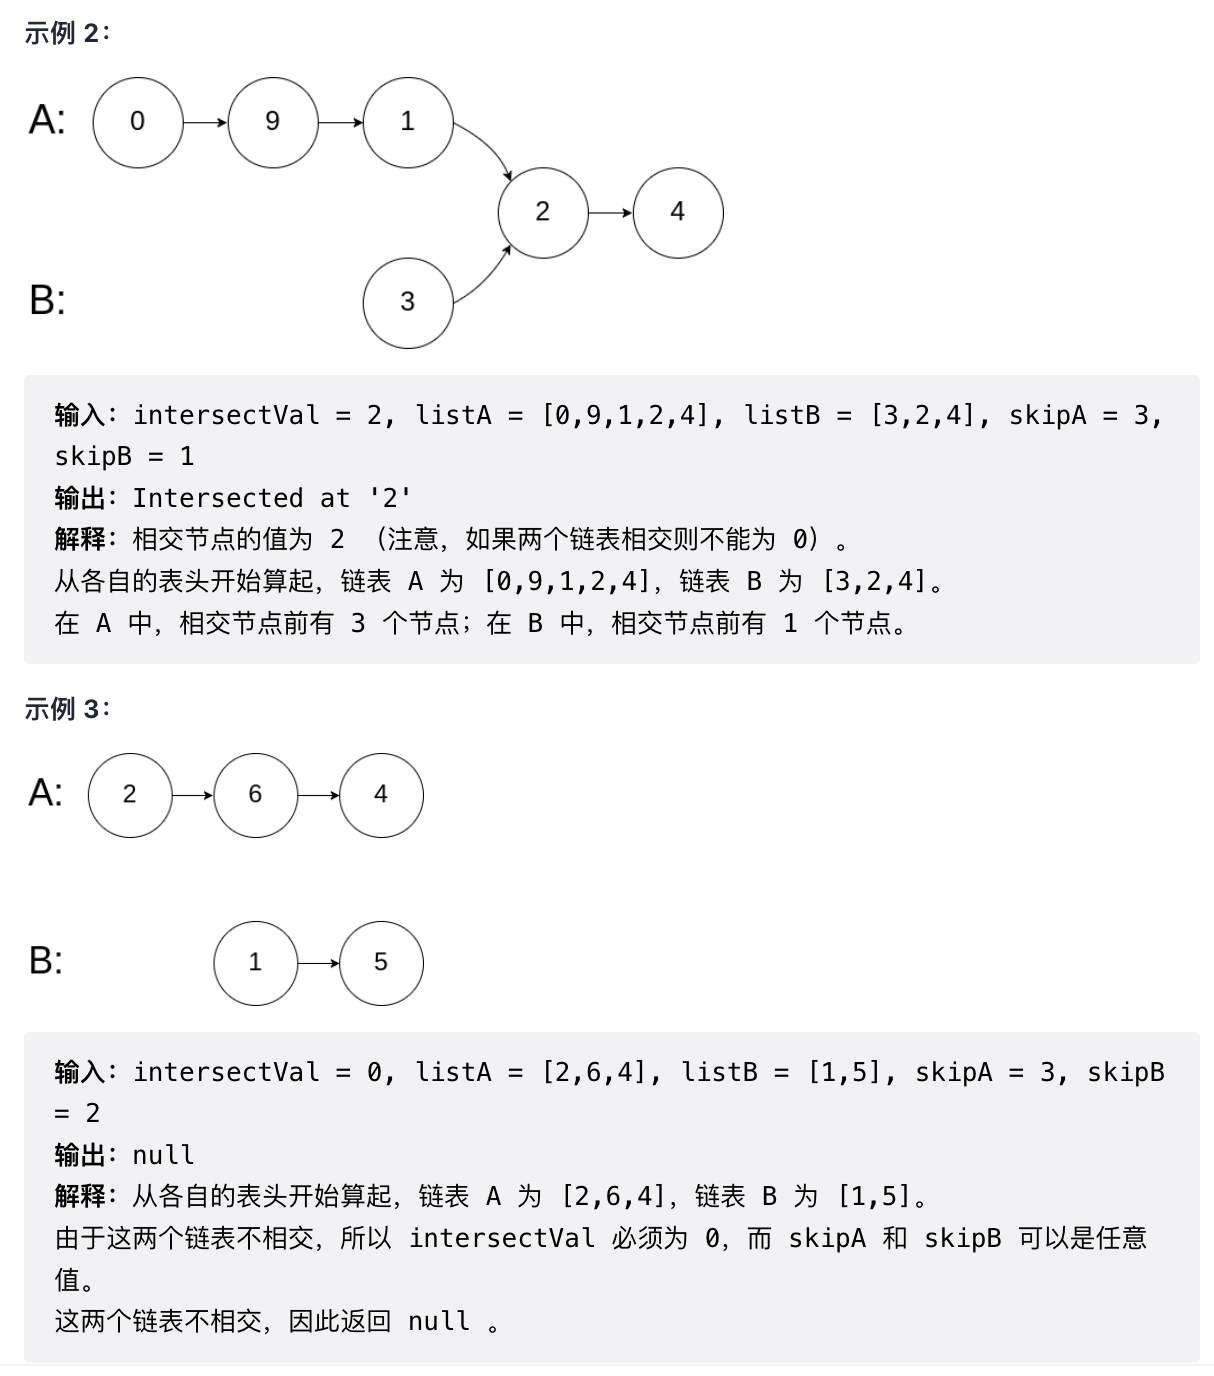 示例 2：
A: 0 9 1
2 4
B: 3
输入：intersectVal = 2, listA = [0,9,1,2,4], listB = [3,2,4], skipA = 3,
skipB = 1
输出：Intersected at '2'
解释：相交节点的值为 2 （注意，如果两个链表相交则不能为 0）。
从各自的表头开始算起，链表 A 为 [0,9,1,2,4]，链表 B 为 [3,2,4]。
在 A 中，相交节点前有 3 个节点；在 B 中，相交节点前有 1 个节点。
示例 3：
A: 2 6 4
B: 1 5
输入：intersectVal = 0, listA = [2,6,4], listB = [1,5], skipA = 3, skipB
= 2
输出：null
解释：从各自的表头开始算起，链表 A 为 [2,6,4]，链表 B 为 [1,5]。
由于这两个链表不相交，所以 intersectVal 必须为 0，而 skipA 和 skipB 可以是任意
值。
这两个链表不相交，因此返回 null 。